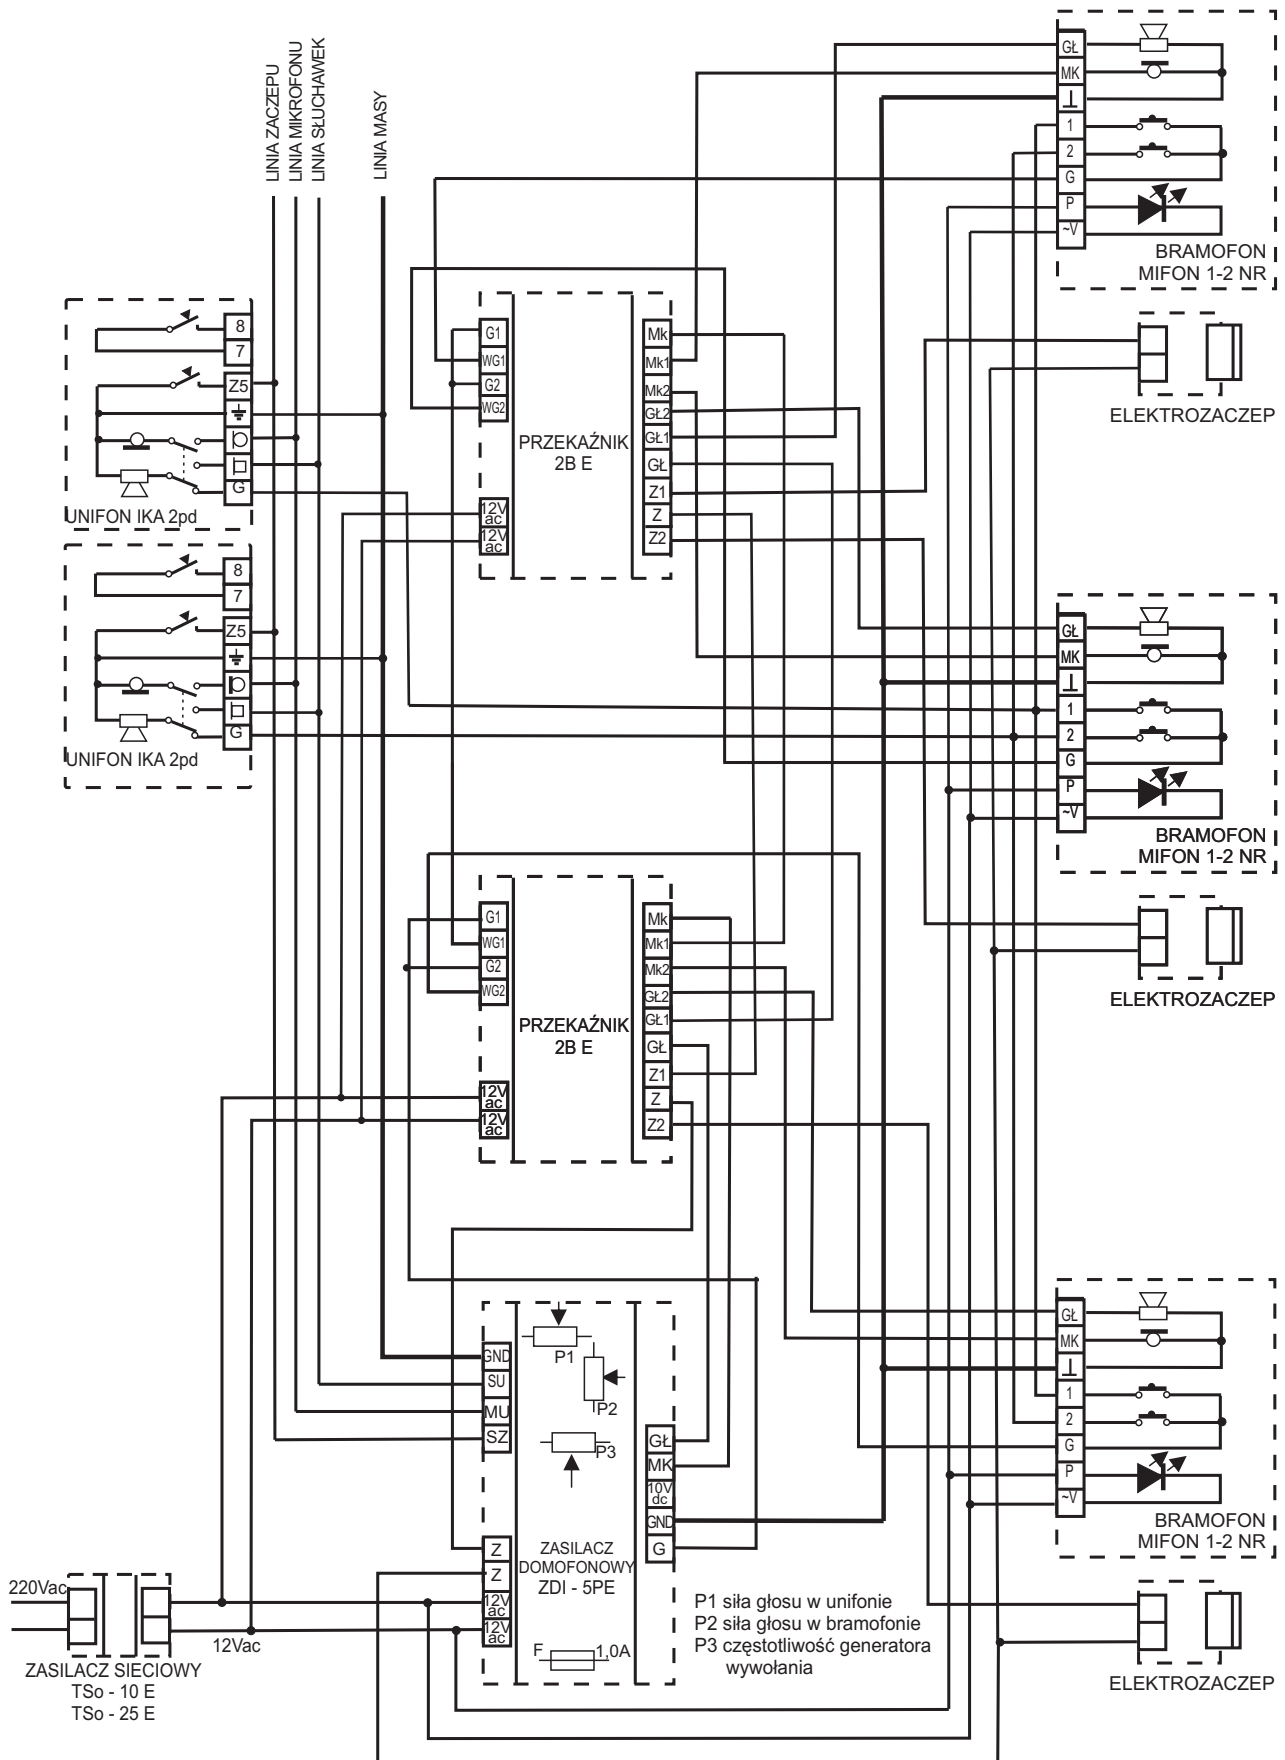 LINIA ZACZEPU
LINIA MIKROFONU
LINIA SŁUCHAWEK
LINIA MASY
GŁ
MK
1
2
G
P
~V
BRAMOFON
MIFON 1-2 NR
ELEKTROZACZEP
8
7
Z5
G
UNIFON IKA 2pd
8
7
Z5
G
UNIFON IKA 2pd
G1
WG1
G2
WG2
12V
ac
12V
ac
PRZEKAŹNIK
2B E
Mk
Mk1
Mk2
GŁ2
GŁ1
GŁ
Z1
Z
Z2
GŁ
MK
1
2
G
P
~V
BRAMOFON
MIFON 1-2 NR
ELEKTROZACZEP
G1
WG1
G2
WG2
12V
ac
12V
ac
PRZEKAŹNIK
2B E
Mk
Mk1
Mk2
GŁ2
GŁ1
GŁ
Z1
Z
Z2
GŁ
MK
1
2
G
P
~V
BRAMOFON
MIFON 1-2 NR
ELEKTROZACZEP
GND
SU
MU
SZ
P1
P2
P3
GŁ
MK
10V
dc
GND
G
Z
Z
12V
ac
12V
ac
ZASILACZ
DOMOFONOWY
ZDI - 5PE
F 1,0A
P1 siła głosu w unifonie
P2 siła głosu w bramofonie
P3 częstotliwość generatora
wywołania
220Vac
12Vac
ZASILACZ SIECIOWY
TSo - 10 E
TSo - 25 E